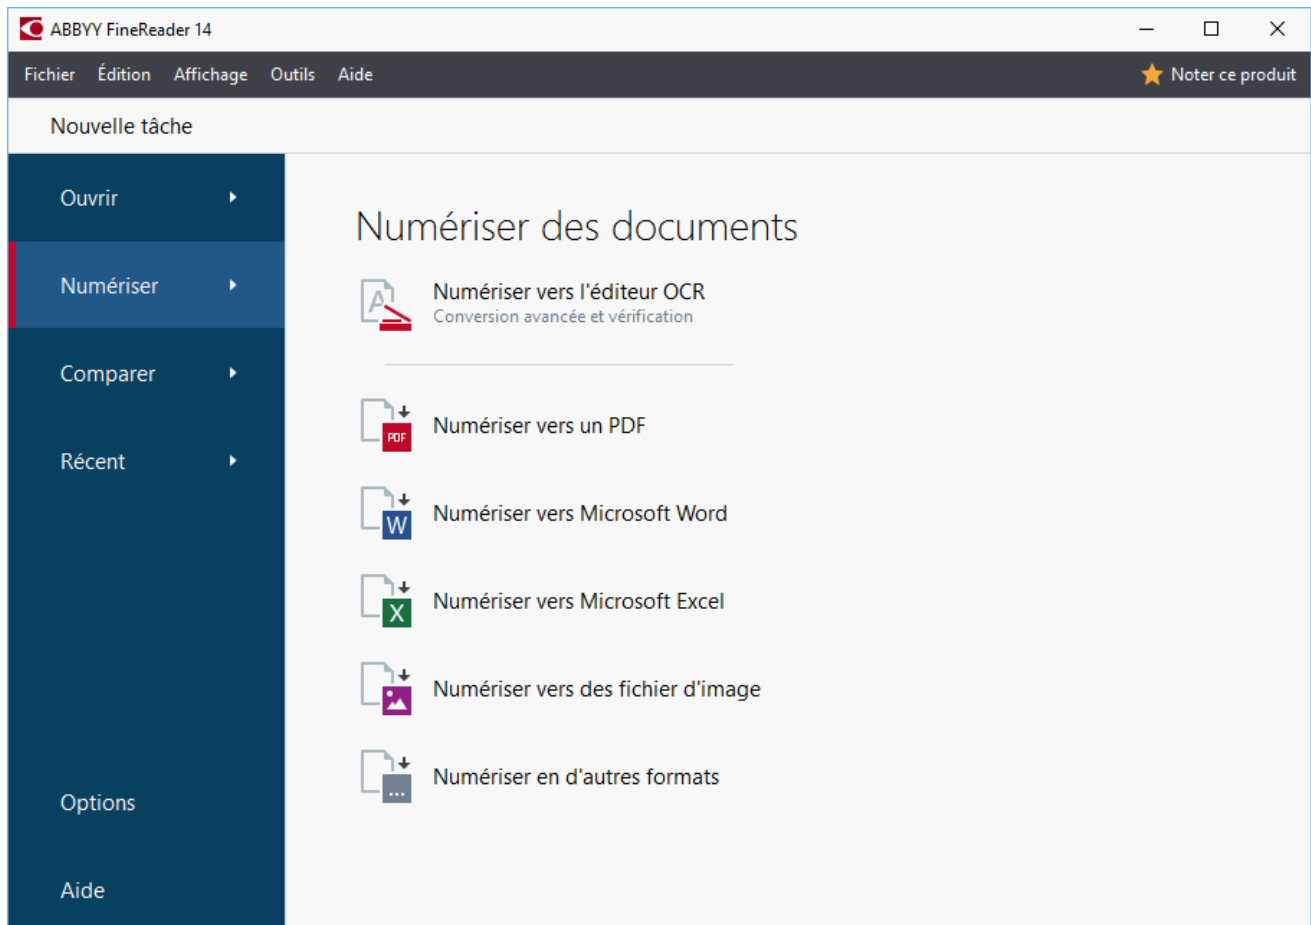 ABBYY FineReader 14
Fichier Édition Affichage Outils Aide Noter ce produit
Nouvelle tâche
Ouvrir
Numériser
Comparer
Récent
Options
Aide
Numériser des documents
A
Numériser vers l'éditeur OCR
Conversion avancée et vérification
PDF
Numériser vers un PDF
W
Numériser vers Microsoft Word
X
Numériser vers Microsoft Excel
Numériser vers des fichier d'image
...
Numériser en d'autres formats